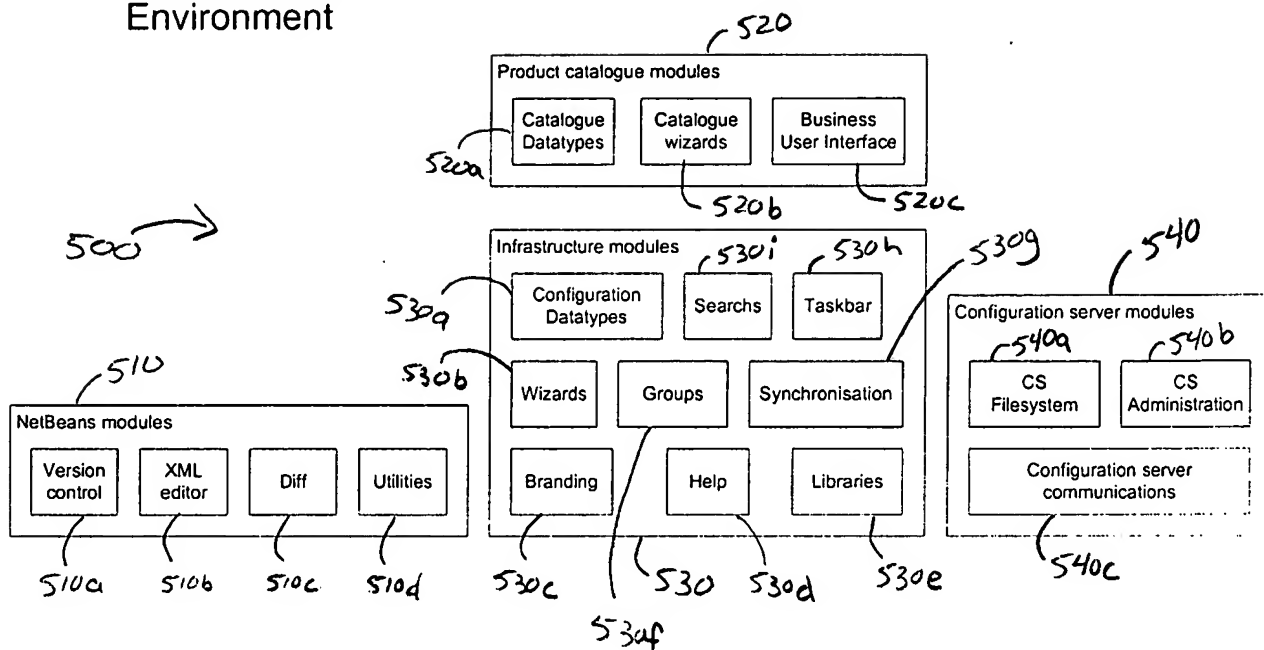 Environment
520
Product catalogue modules
Catalogue
Datatypes
Catalogue
wizards
Business
User Interface
520a
520b
520c
500
Infrastructure modules
530i
530h
530g
540
530a
Configuration
Datatypes
Searchs
Taskbar
Configuration server modules
540a
540b
530b
Wizards
Groups
Synchronisation
CS
Filesystem
CS
Administration
510
NetBeans modules
Version
control
XML
editor
Diff
Utilities
Branding
Help
Libraries
Configuration server
communications
510a
510b
510c
510d
530c
530
530d
530e
540c
530f